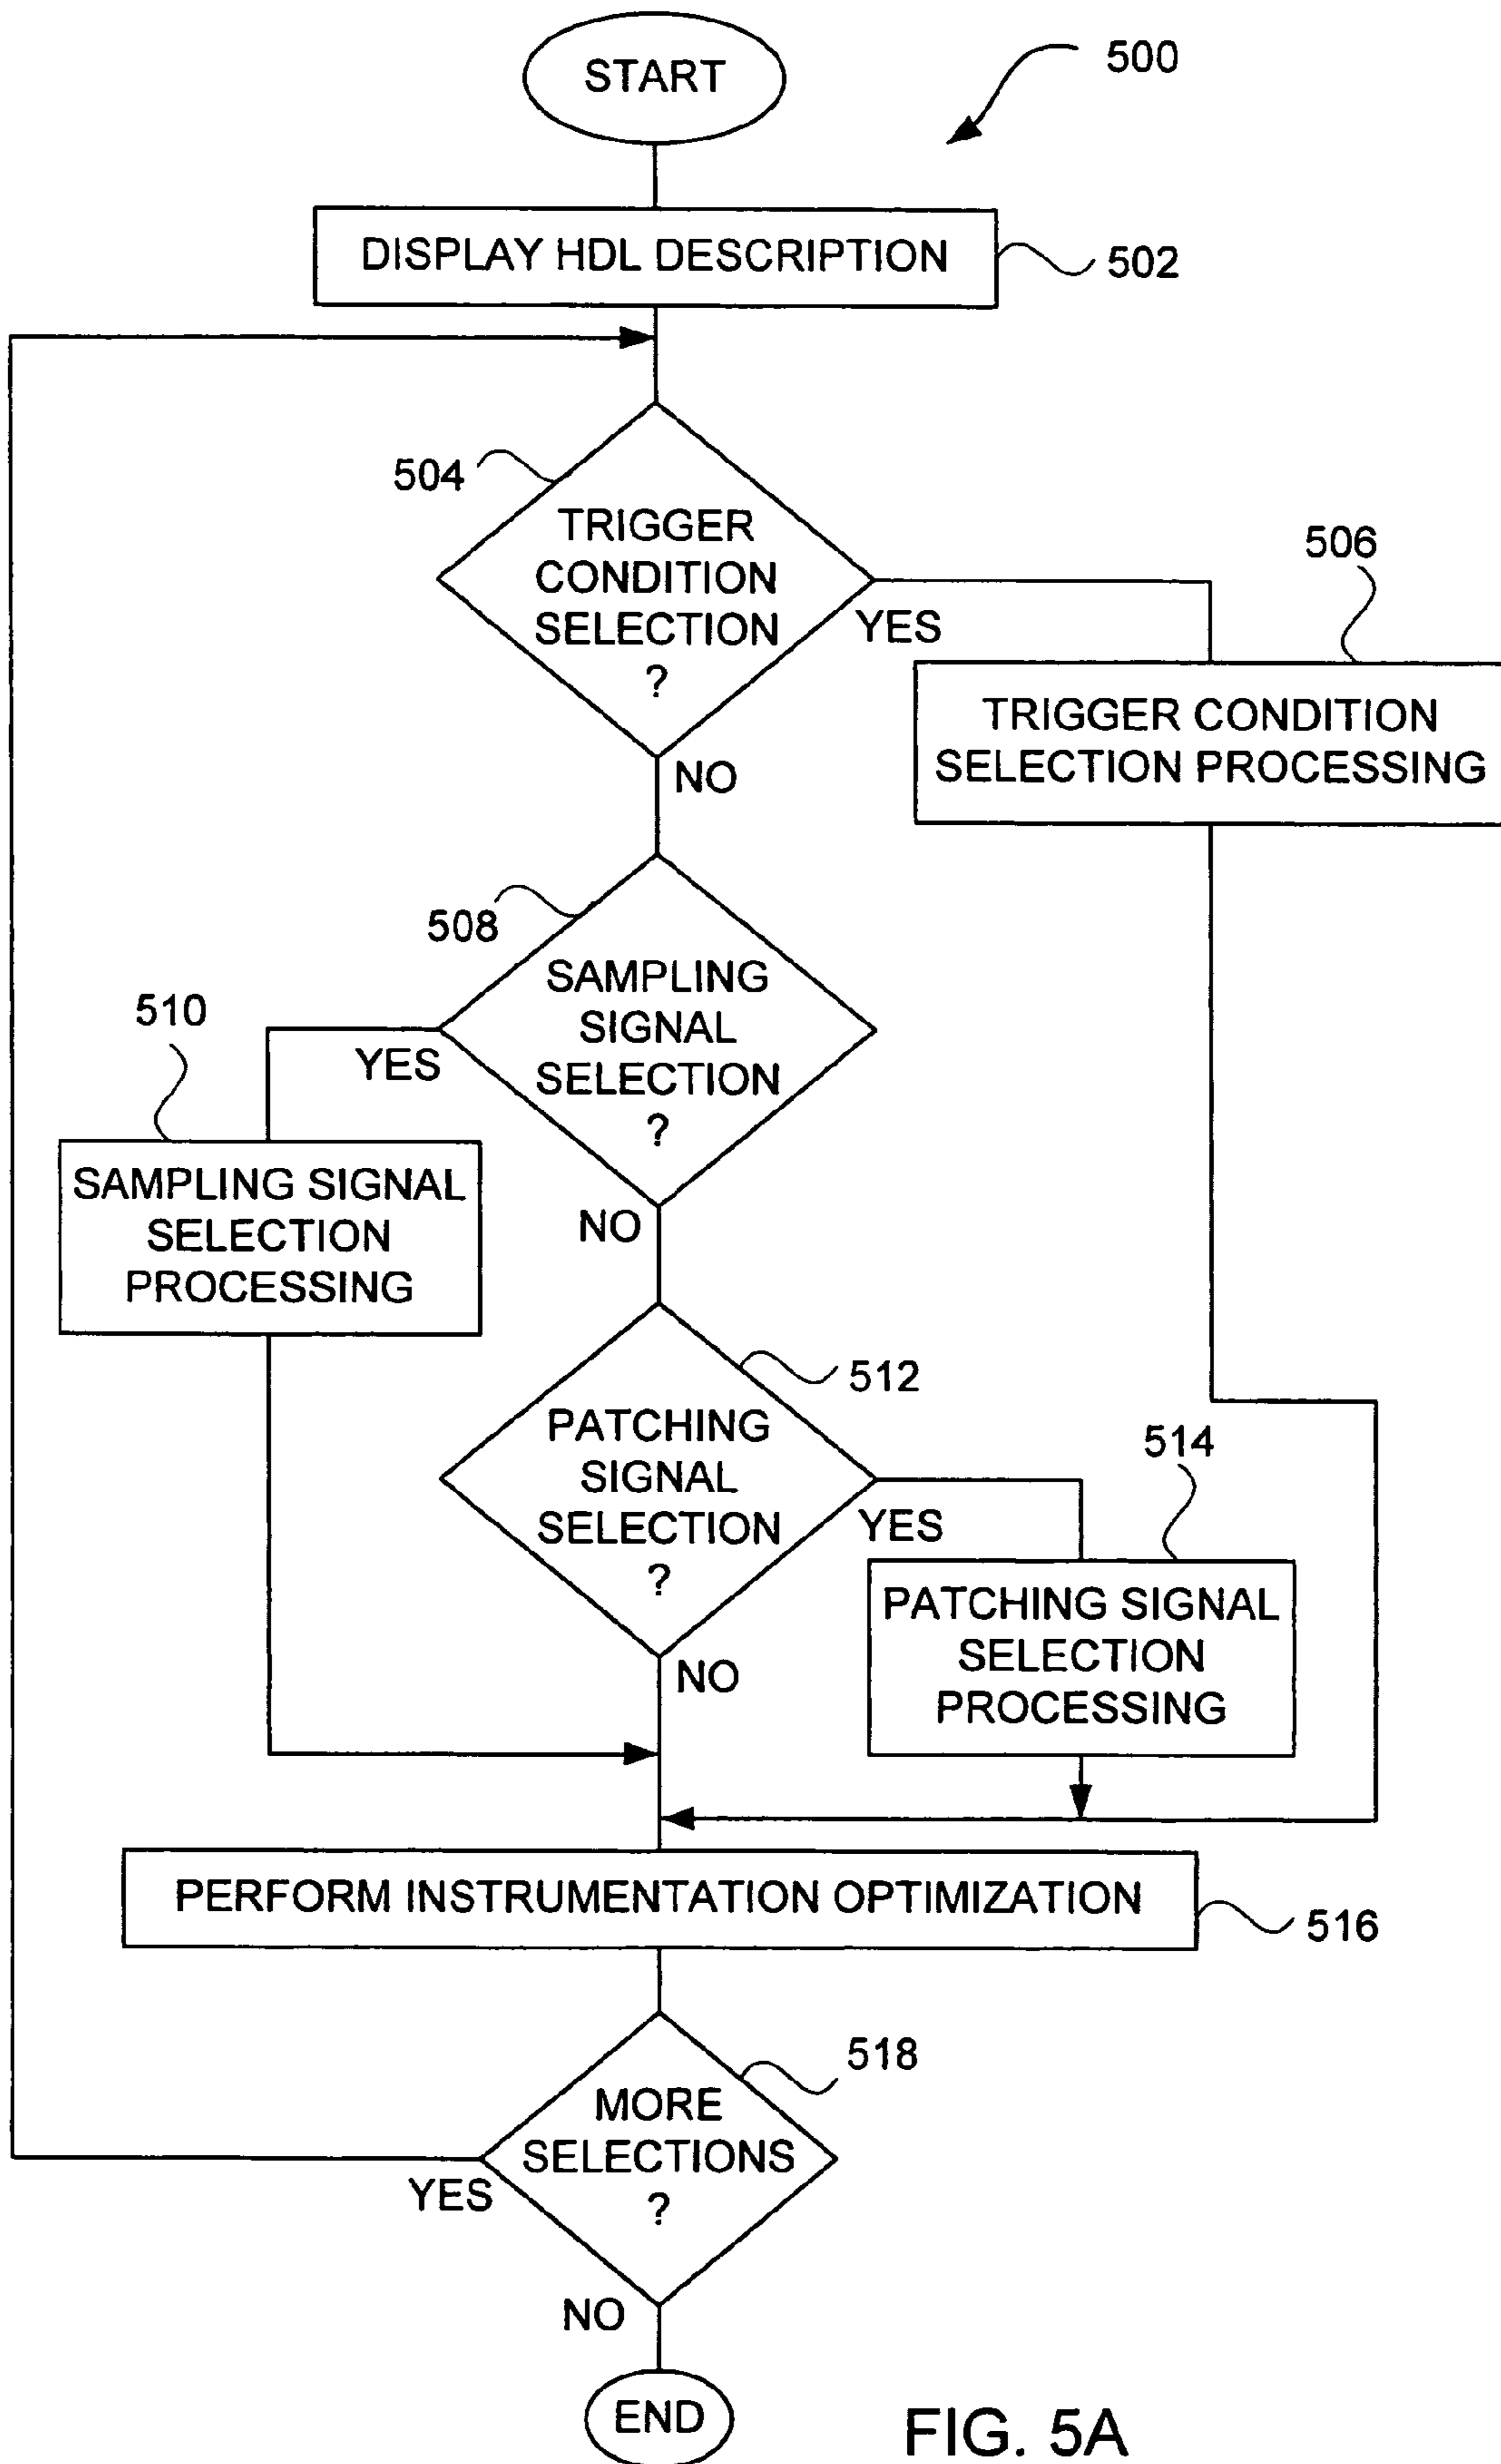 START
500
DISPLAY HDL DESCRIPTION
502
504
TRIGGER
CONDITION
SELECTION
?
YES
506
TRIGGER CONDITION
SELECTION PROCESSING
NO
508
SAMPLING
SIGNAL
SELECTION
?
YES
510
SAMPLING SIGNAL
SELECTION
PROCESSING
NO
512
PATCHING
SIGNAL
SELECTION
?
YES
514
PATCHING SIGNAL
SELECTION
PROCESSING
NO
PERFORM INSTRUMENTATION OPTIMIZATION
516
518
MORE
SELECTIONS
?
YES
NO
END
FIG. 5A